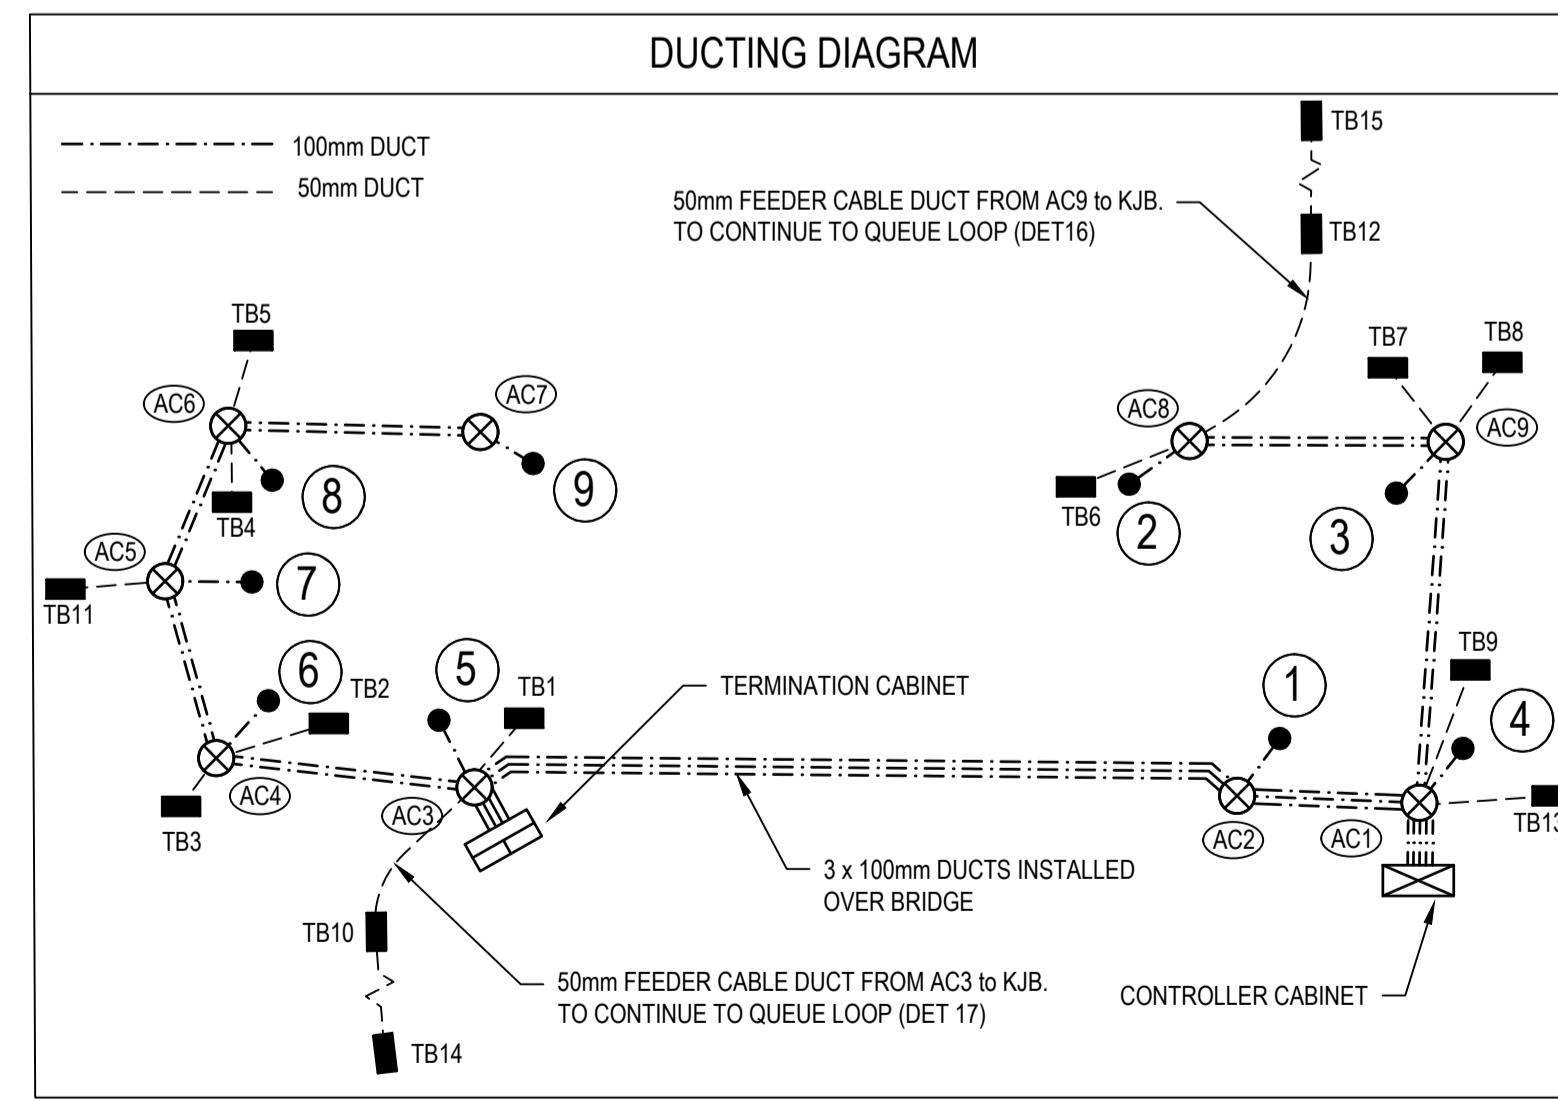 DUCTING DIAGRAM
100mm DUCT
50mm DUCT
TB15
50mm FEEDER CABLE DUCT FROM AC9 to KJB.
TO CONTINUE TO QUEUE LOOP (DET16)
TB12
TB5
TB7
TB8
AC6
AC7
AC8
AC9
8
9
TB4
TB6
2
3
AC5
7
TB11
6
TB2
5
TB1
TERMINATION CABINET
1
TB9
4
AC4
TB3
AC3
AC2
AC1
TB13
3 x 100mm DUCTS INSTALLED
OVER BRIDGE
TB10
50mm FEEDER CABLE DUCT FROM AC3 to KJB.
TO CONTINUE TO QUEUE LOOP (DET 17)
CONTROLLER CABINET
TB14